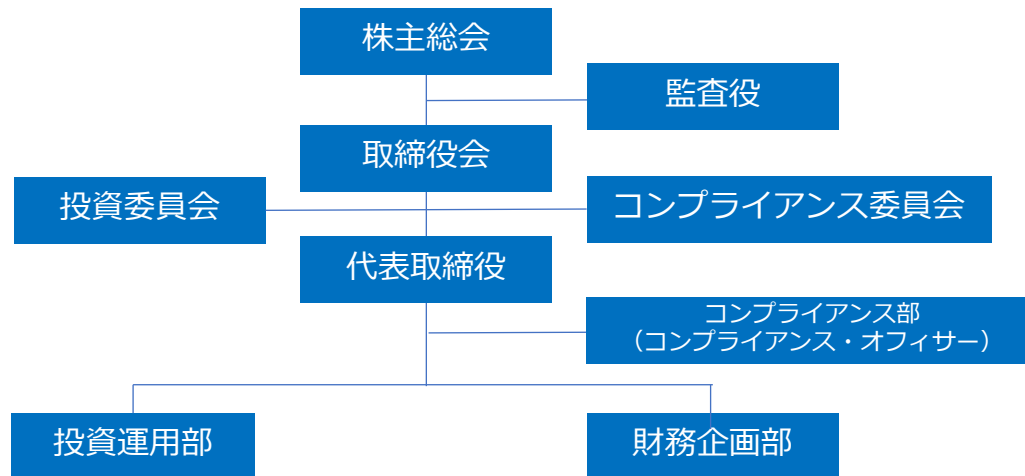 株主総会
監査役
取締役会
投資委員会
コンプライアンス委員会
代表取締役
コンプライアンス部
（コンプライアンス・オフィサー）
投資運用部
財務企画部